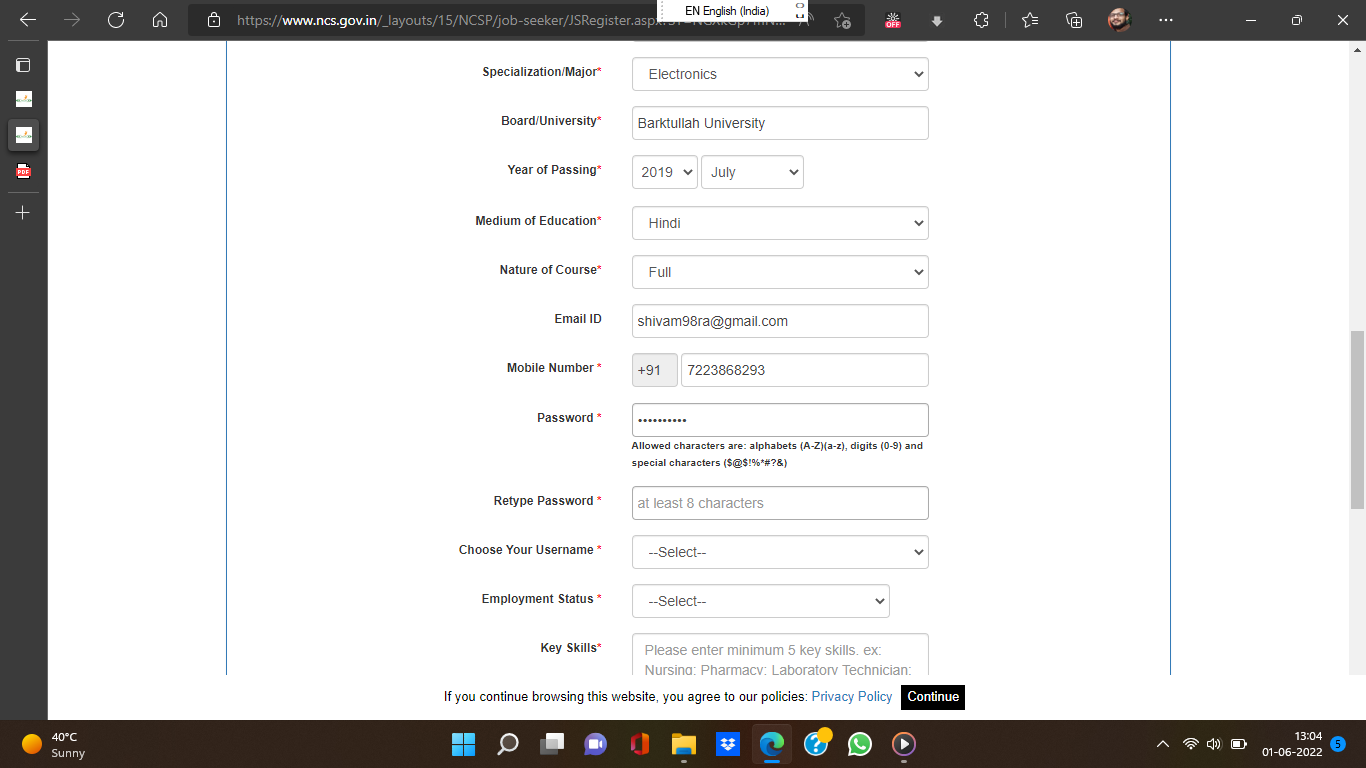 https://www.ncs.gov.in/_layouts/15/NCSP/job-seeker/JSRegister.aspx
EN English (India)
OFF
Specialization/Major* Electronics
Board/University* Barktullah University
PDF
Year of Passing* 2019 July
Medium of Education* Hindi
Nature of Course* Full
Email ID shivam98ra@gmail.com
Mobile Number * +91 7223868293
Password * ••••••••••
Allowed characters are: alphabets (A-Z)(a-z), digits (0-9) and
special characters ($@$!%*#?&)
Retype Password * at least 8 characters
Choose Your Username * --Select--
Employment Status * --Select--
Key Skills* Please enter minimum 5 key skills. ex:
Nursing; Pharmacy; Laboratory Technician;
If you continue browsing this website, you agree to our policies: Privacy Policy Continue
40°C
Sunny
13:04
01-06-2022
5